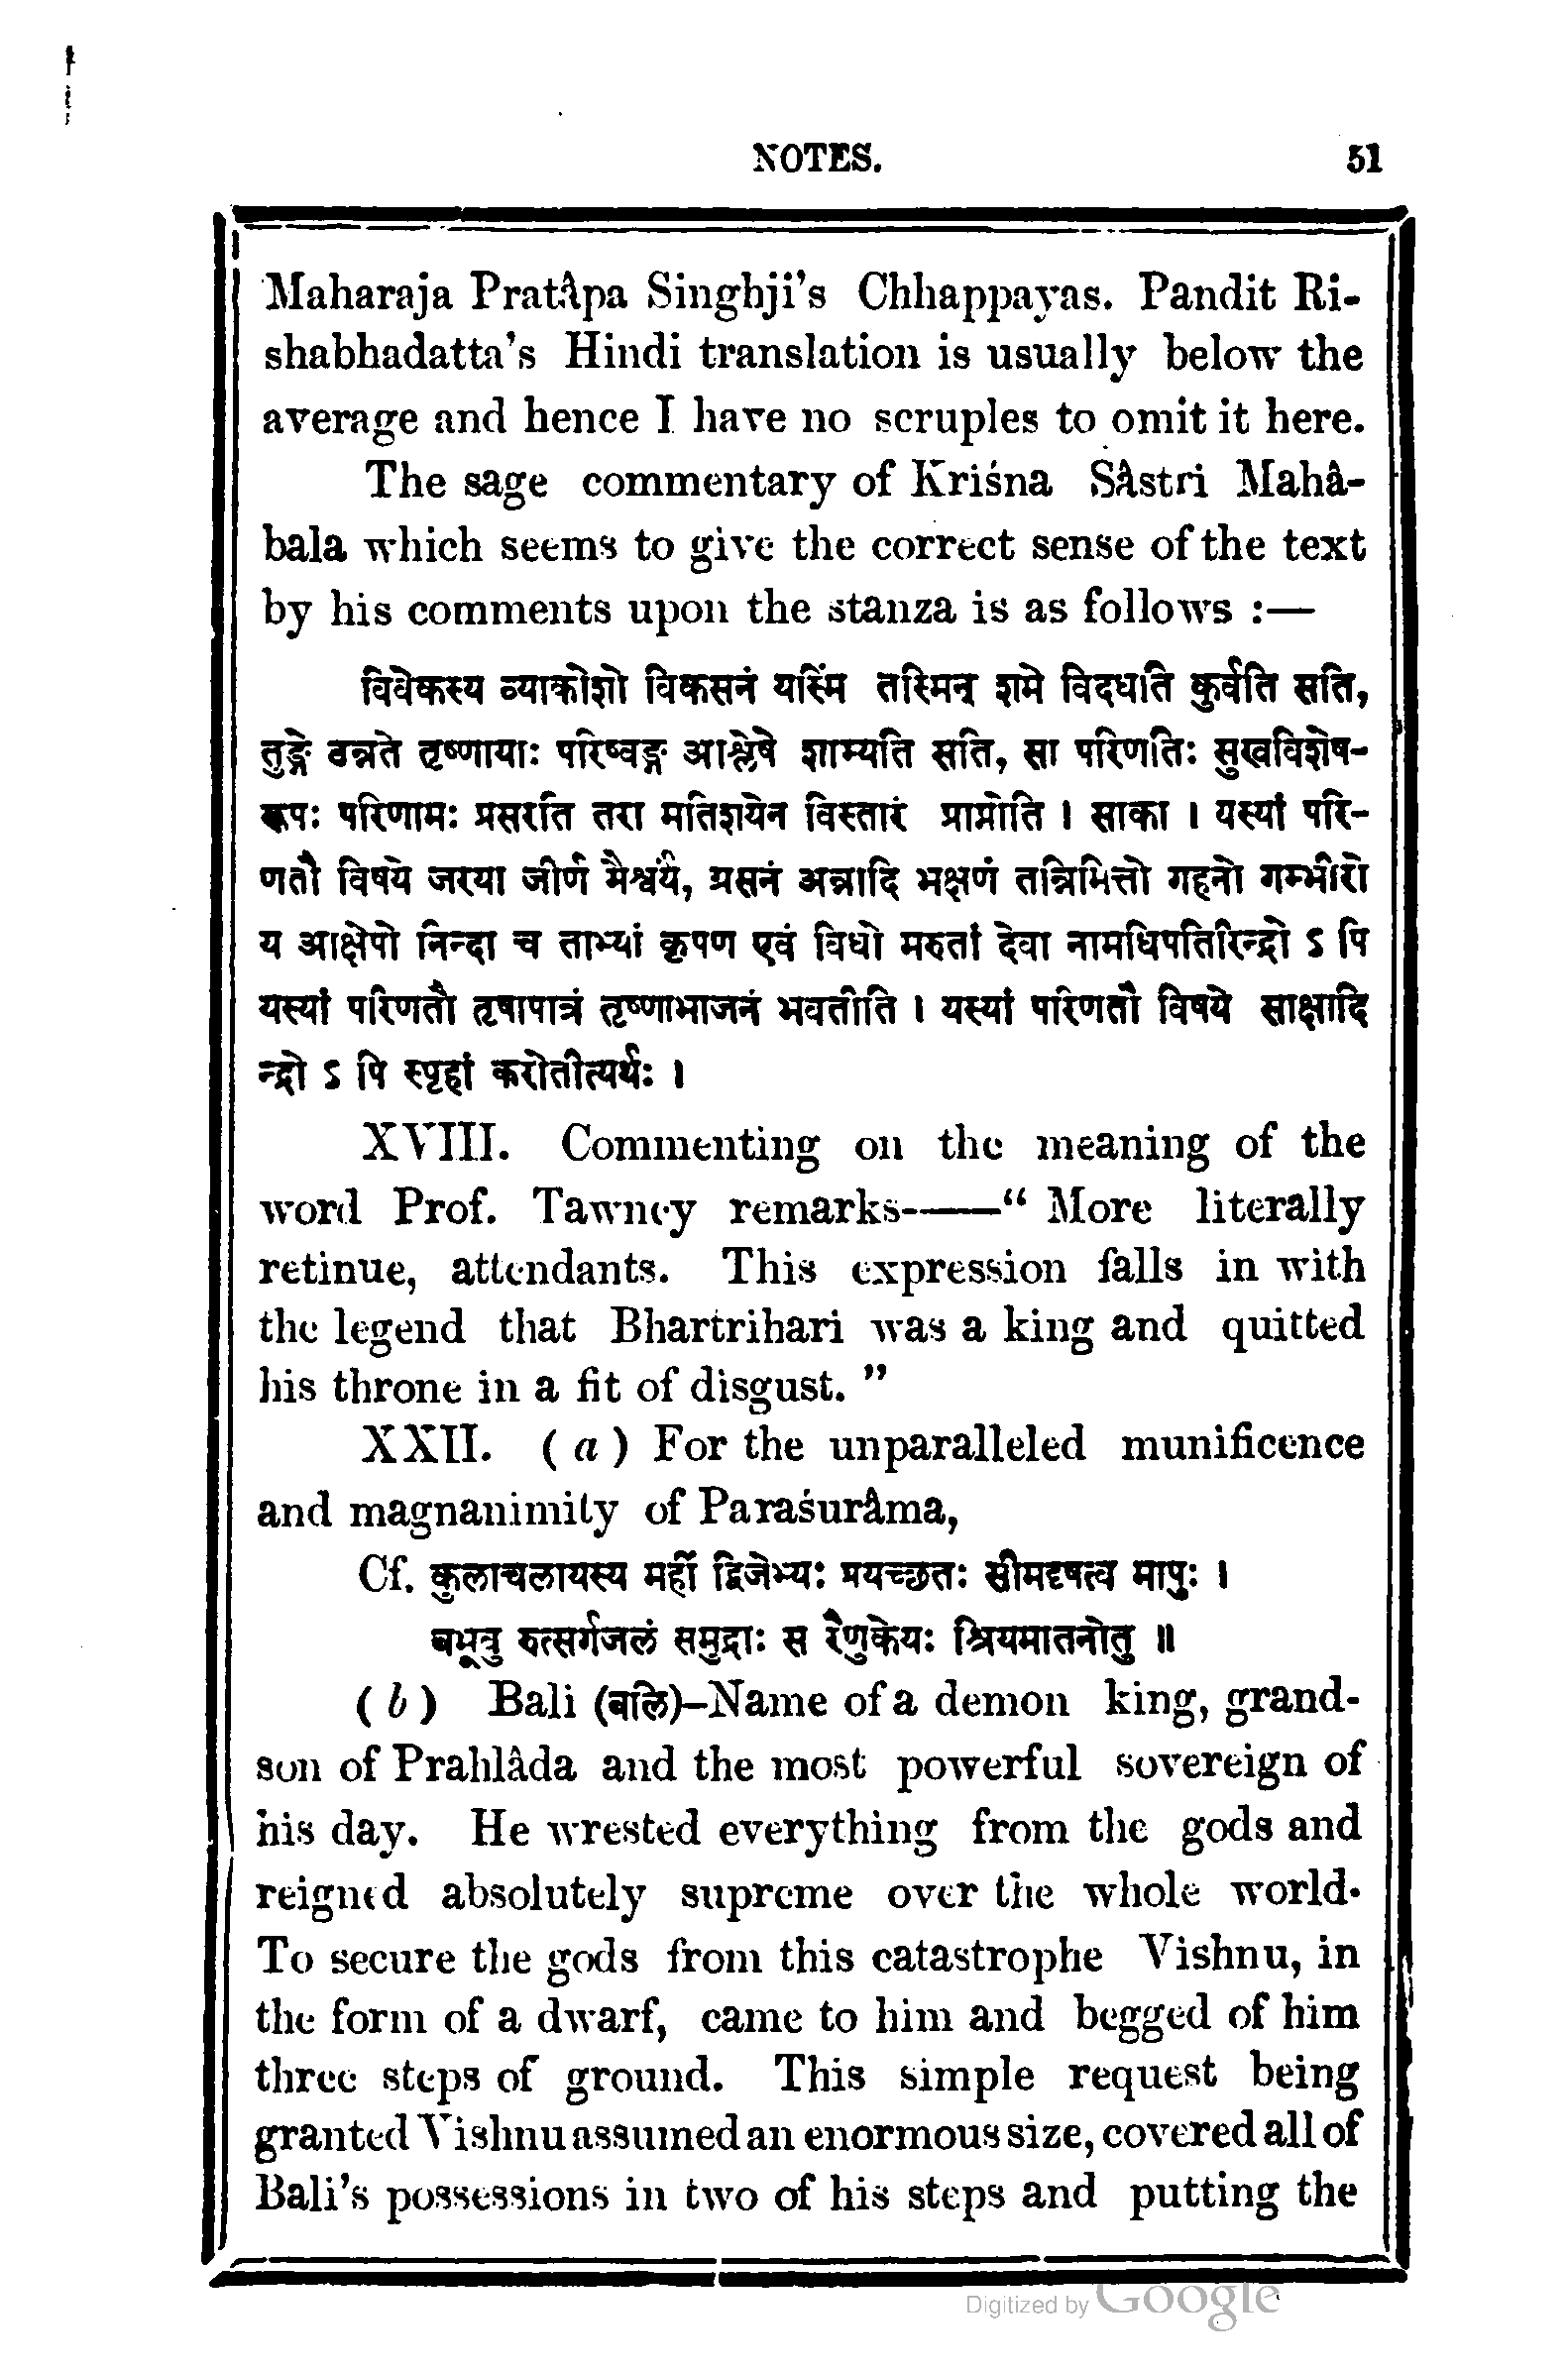 NOTES. 51
Maharaja Pratâpa Singhji's Chhappayas. Pandit Ri-
shabhadatta's Hindi translation is usually below the
average and hence I have no scruples to omit it here.
The sage commentary of Kriśna Sâstri Mahâ-
bala which seems to give the correct sense of the text
by his comments upon the stanza is as follows :—
विवेकस्य व्याकोशो विकसनं यस्मिं तस्मिन् शमे विदधति कुर्वति सति,
तुङ्गे उन्नते तृष्णायाः परिष्वङ्ग आश्लेषे शाम्यति सति, सा परिणतिः सुखविशेष-
रूपः परिणामः प्रसरति तरा मतिशयेन विस्तारं प्राप्नोति । साका । यस्यां परि-
णतौ विषये जरया जीर्ण मैश्वर्यं, ग्रसनं अन्नादि भक्षणं तन्निमित्तो गहनो गम्भीरो
य आक्षेपो निन्दा च ताभ्यां कृपण एवं विधो मरुतां देवा नामधिपतिरिन्द्रो ऽ पि
यस्यां परिणतौ तृषापात्रं तृष्णाभाजनं भवतीति । यस्यां परिणतौ विषये साक्षादि
न्द्रो ऽ पि स्पृहां करोतीत्यर्थः ।
XVIII. Commenting on the meaning of the
word Prof. Tawney remarks-——“ More literally
retinue, attendants. This expression falls in with
the legend that Bhartrihari was a king and quitted
his throne in a fit of disgust. ”
XXII. ( a ) For the unparalleled munificence
and magnanimity of Paraśurâma,
Cf. कुलाचलायस्य महीं द्विजेभ्यः प्रयच्छतः सीमदृषत्व मापुः ।
बभूवु रुत्सर्गजलं समुद्राः स रैणुकेयः श्रियमातनोतु ॥
( b ) Bali (बलि)–Name of a demon king, grand-
son of Prahlâda and the most powerful sovereign of
his day. He wrested everything from the gods and
reigned absolutely supreme over the whole world.
To secure the gods from this catastrophe Vishnu, in
the form of a dwarf, came to him and begged of him
three steps of ground. This simple request being
granted Vishnu assumed an enormous size, covered all of
Bali's possessions in two of his steps and putting the
Digitized by Google